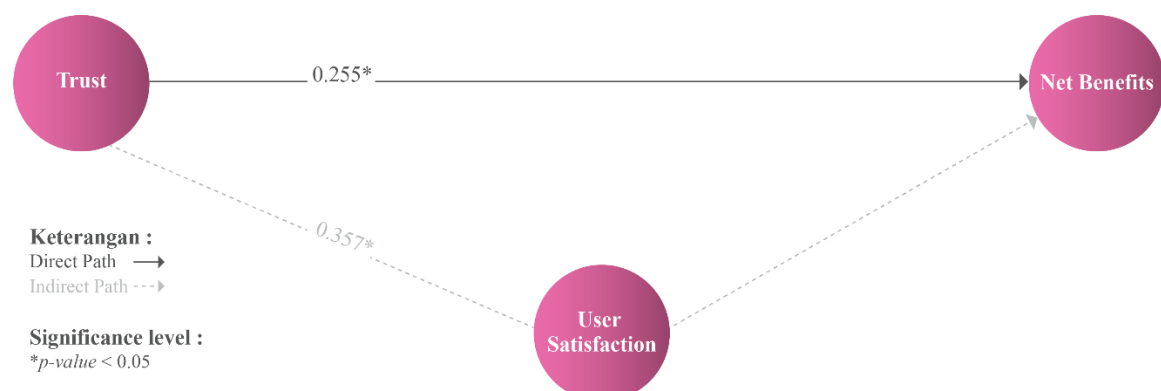 Trust
0.255*
Net Benefits
0.357*
Keterangan :
Direct Path
Indirect Path
User
Satisfaction
Significance level :
*p-value < 0.05